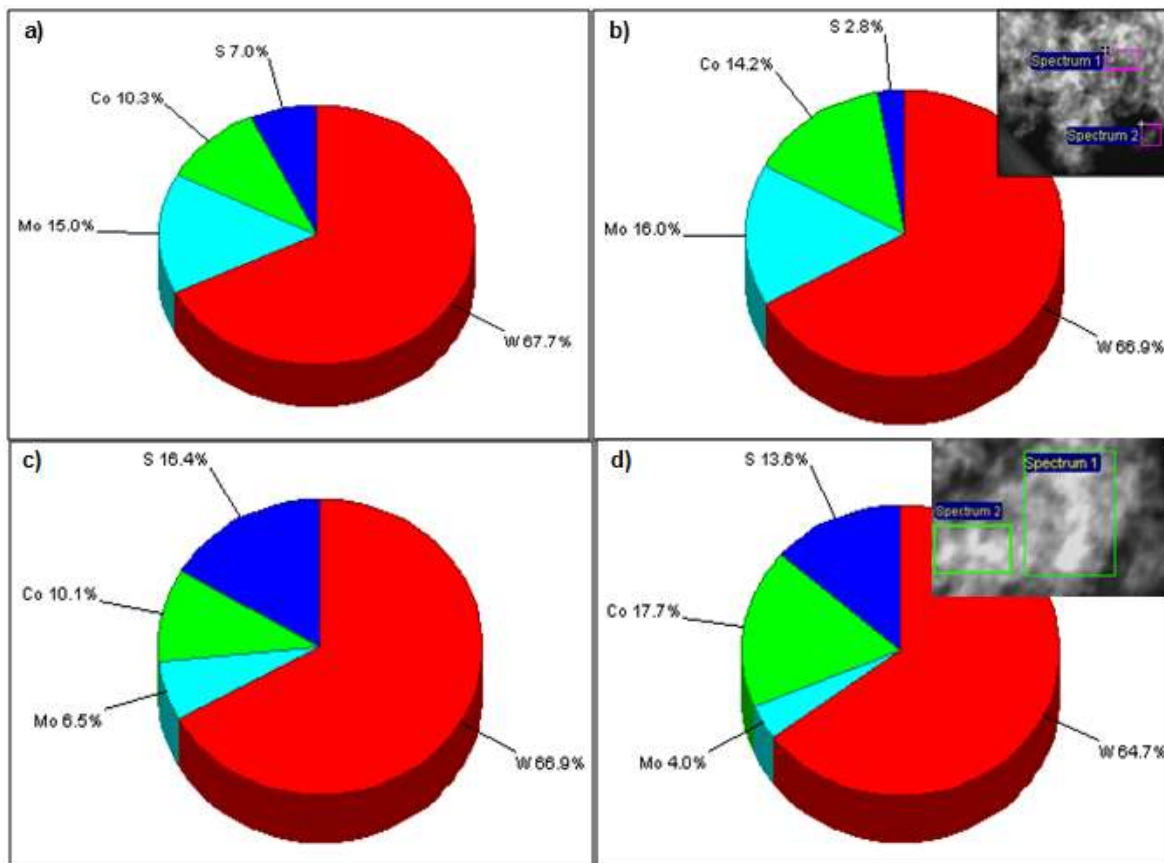 a)
S 7.0%
Co 10.3%
Mo 15.0%
W 67.7%
b)
S 2.8%
Co 14.2%
Mo 16.0%
W 66.9%
Spectrum 1
Spectrum 2
c)
S 16.4%
Co 10.1%
Mo 6.5%
W 66.9%
d)
S 13.6%
Co 17.7%
Mo 4.0%
W 64.7%
Spectrum 1
Spectrum 2